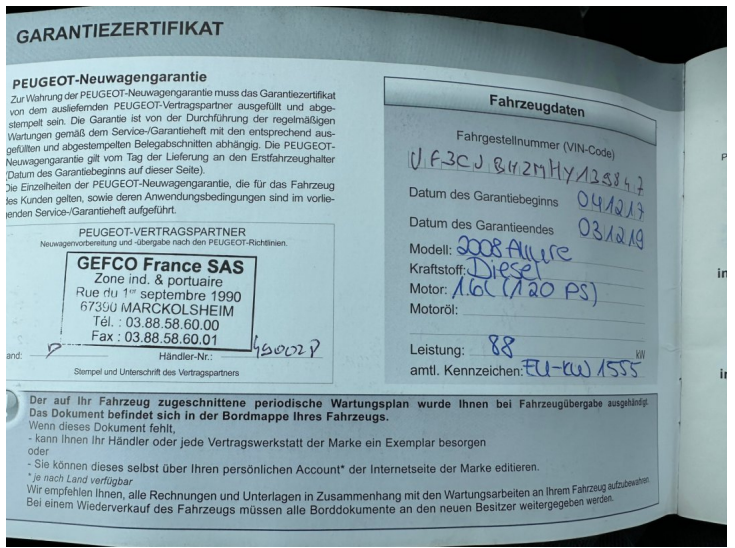 GARANTIEZERTIFIKAT
PEUGEOT-Neuwagengarantie
Zur Wahrung der PEUGEOT-Neuwagengarantie muss das Garantiezertifikat
von dem ausliefernden PEUGEOT-Vertragspartner ausgefüllt und abge-
stempelt sein. Die Garantie ist von der Durchführung der regelmäßigen
Wartungen gemäß dem Service-/Garantieheft mit den entsprechend aus-
gefüllten und abgestempelten Belegabschnitten abhängig. Die PEUGEOT-
Neuwagengarantie gilt vom Tag der Lieferung an den Erstfahrzeughalter
(Datum des Garantiebeginns auf dieser Seite).
Die Einzelheiten der PEUGEOT-Neuwagengarantie, die für das Fahrzeug
des Kunden gelten, sowie deren Anwendungsbedingungen sind im vorlie-
genden Service-/Garantieheft aufgeführt.
PEUGEOT-VERTRAGSPARTNER
Neuwagenvorbereitung und -übergabe nach den PEUGEOT-Richtlinien.
GEFCO France SAS
Zone ind. & portuaire
Rue du 1er septembre 1990
67390 MARCKOLSHEIM
Tél. : 03.88.58.60.00
Fax : 03.88.58.60.01
and: D Händler-Nr.:
Stempel und Unterschrift des Vertragspartners
Fahrzeugdaten
Fahrgestellnummer (VIN-Code)
Datum des Garantiebeginns 041217
Datum des Garantieendes 031219
Modell: 2008 Allure
Kraftstoff: Diesel
Motor: 1.6L (120 PS)
Motoröl:
Leistung: 88 kW
amtl. Kennzeichen: EU-KW 1555
Der auf Ihr Fahrzeug zugeschnittene periodische Wartungsplan wurde Ihnen bei Fahrzeugübergabe ausgehändigt.
Das Dokument befindet sich in der Bordmappe Ihres Fahrzeugs.
Wenn dieses Dokument fehlt,
- kann Ihnen Ihr Händler oder jede Vertragswerkstatt der Marke ein Exemplar besorgen
oder
- Sie können dieses selbst über Ihren persönlichen Account* der Internetseite der Marke editieren.
* je nach Land verfügbar
Wir empfehlen Ihnen, alle Rechnungen und Unterlagen in Zusammenhang mit den Wartungsarbeiten an Ihrem Fahrzeug aufzubewahren.
Bei einem Wiederverkauf des Fahrzeugs müssen alle Borddokumente an den neuen Besitzer weitergegeben werden.